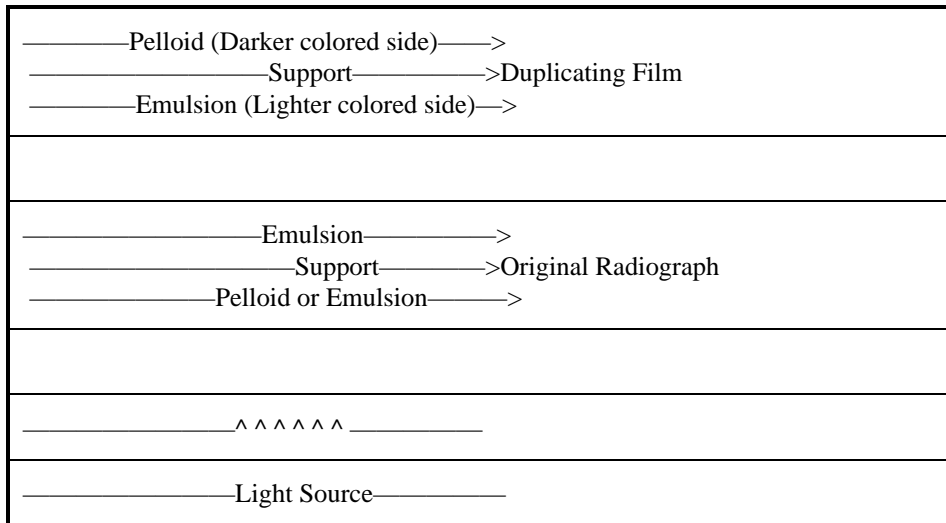 ————Pelloid (Darker colored side)——>
—————————Support—————>Duplicating Film
————Emulsion (Lighter colored side)—>
—————————Emulsion—————>
——————————Support————>Original Radiograph
———————Pelloid or Emulsion———>
————————^ ^ ^ ^ ^ ^ —————
————————Light Source—————